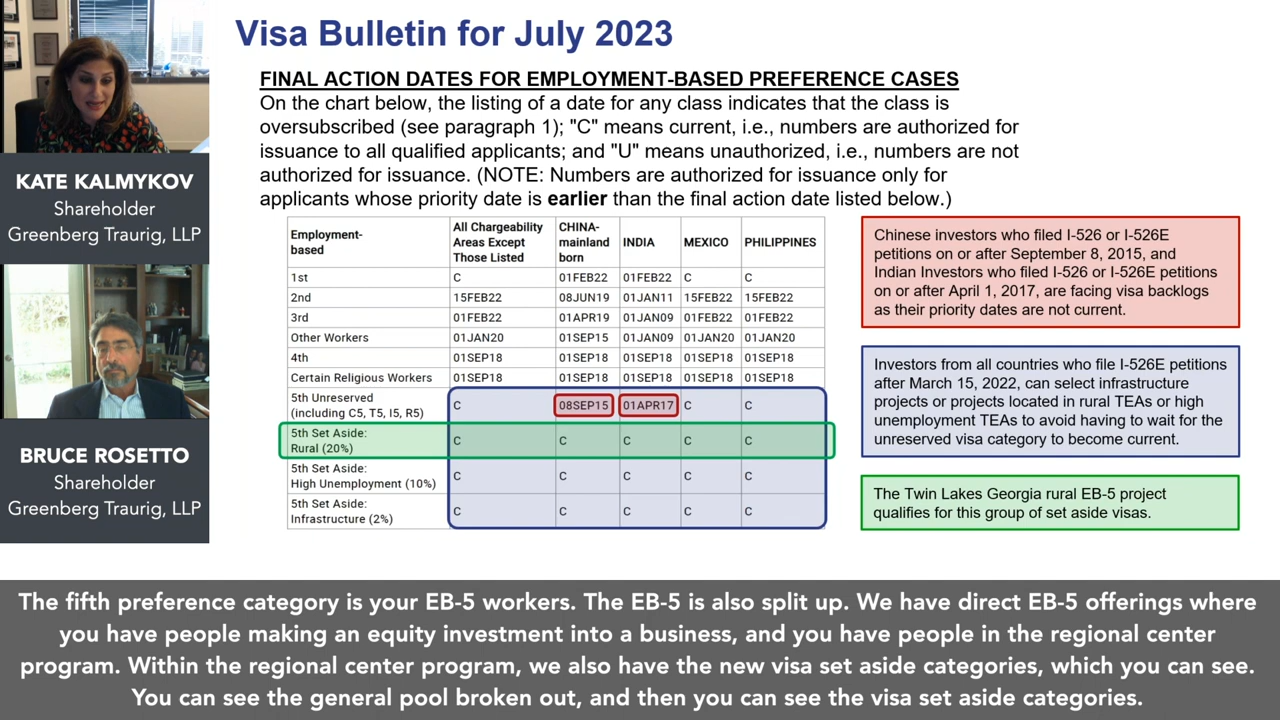 Visa Bulletin for July 2023
FINAL ACTION DATES FOR EMPLOYMENT-BASED PREFERENCE CASES
On the chart below, the listing of a date for any class indicates that the class is
oversubscribed (see paragraph 1); "C" means current, i.e., numbers are authorized for
issuance to all qualified applicants; and "U" means unauthorized, i.e., numbers are not
authorized for issuance. (NOTE: Numbers are authorized for issuance only for
applicants whose priority date is earlier than the final action date listed below.)
KATE KALMYKOV
Shareholder
Greenberg Traurig, LLP
BRUCE ROSETTO
Shareholder
Greenberg Traurig, LLP
Employment-
based
All Chargeability
Areas Except
Those Listed
CHINA-
mainland
born
INDIA
MEXICO
PHILIPPINES
1st C 01FEB22 01FEB22 C C
2nd 15FEB22 08JUN19 01JAN11 15FEB22 15FEB22
3rd 01FEB22 01APR19 01JAN09 01FEB22 01FEB22
Other Workers 01JAN20 01SEP15 01JAN09 01JAN20 01JAN20
4th 01SEP18 01SEP18 01SEP18 01SEP18 01SEP18
Certain Religious Workers 01SEP18 01SEP18 01SEP18 01SEP18 01SEP18
5th Unreserved
(including C5, T5, I5, R5) C 08SEP15 01APR17 C C
5th Set Aside:
Rural (20%) C C C C C
5th Set Aside:
High Unemployment (10%) C C C C C
5th Set Aside:
Infrastructure (2%) C C C C C
Chinese investors who filed I-526 or I-526E
petitions on or after September 8, 2015, and
Indian Investors who filed I-526 or I-526E petitions
on or after April 1, 2017, are facing visa backlogs
as their priority dates are not current.
Investors from all countries who file I-526E petitions
after March 15, 2022, can select infrastructure
projects or projects located in rural TEAs or high
unemployment TEAs to avoid having to wait for the
unreserved visa category to become current.
The Twin Lakes Georgia rural EB-5 project
qualifies for this group of set aside visas.
The fifth preference category is your EB-5 workers. The EB-5 is also split up. We have direct EB-5 offerings where
you have people making an equity investment into a business, and you have people in the regional center
program. Within the regional center program, we also have the new visa set aside categories, which you can see.
You can see the general pool broken out, and then you can see the visa set aside categories.